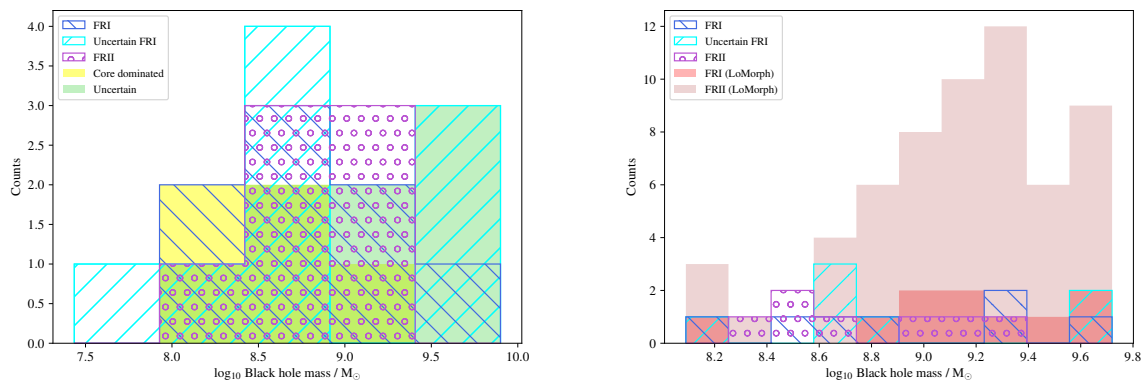 4.0
3.5
3.0
2.5
2.0
1.5
1.0
0.5
0.0
Counts
FRI
Uncertain FRI
FRII
Core dominated
Uncertain
7.5 8.0 8.5 9.0 9.5 10.0
log₁₀ Black hole mass / M☉
12
10
8
6
4
2
0
Counts
FRI
Uncertain FRI
FRII
FRI (LoMorph)
FRII (LoMorph)
8.2 8.4 8.6 8.8 9.0 9.2 9.4 9.6 9.8
log₁₀ Black hole mass / M☉